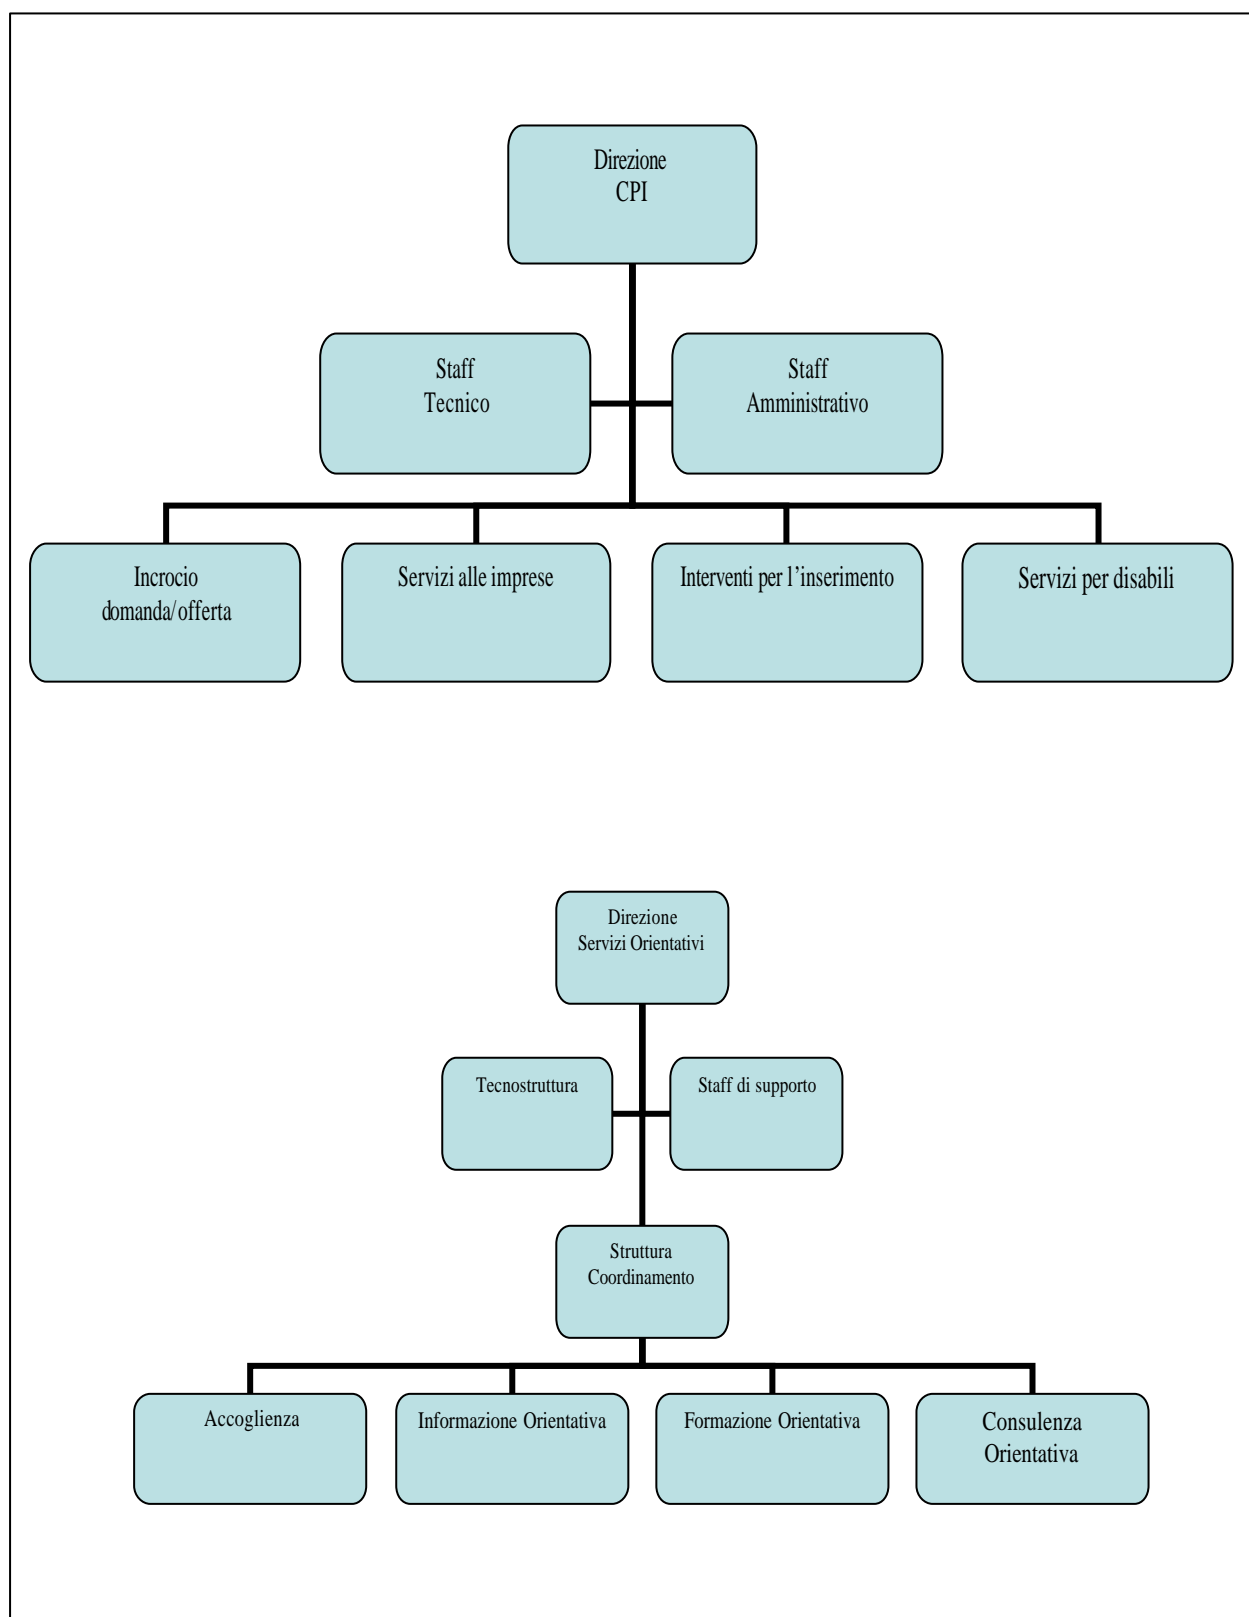 Direzione
CPI
Staff
Tecnico
Staff
Amministrativo
Incrocio
domanda/offerta
Servizi alle imprese
Interventi per l’inserimento
Servizi per disabili
Direzione
Servizi Orientativi
Tecnostruttura
Staff di supporto
Struttura
Coordinamento
Accoglienza
Informazione Orientativa
Formazione Orientativa
Consulenza
Orientativa